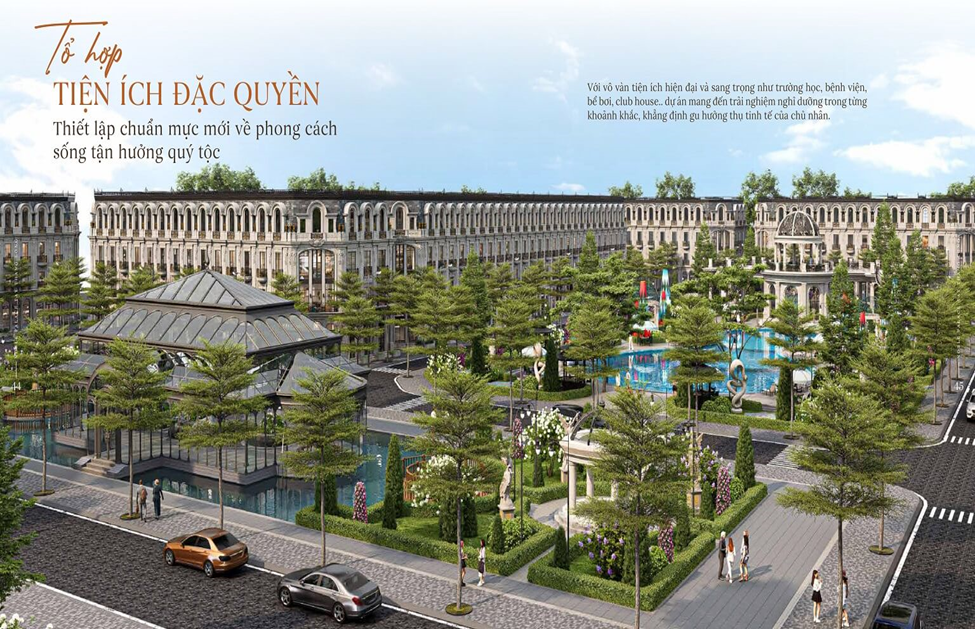 Tổ hợp
TIỆN ÍCH ĐẶC QUYỀN
Thiết lập chuẩn mực mới về phong cách
sống tận hưởng quý tộc
Với vô vàn tiện ích hiện đại và sang trọng như trường học, bệnh viện,
bể bơi, club house.. dự án mang đến trải nghiệm nghỉ dưỡng trong từng
khoảnh khắc, khẳng định gu hưởng thụ tinh tế của chủ nhân.
45